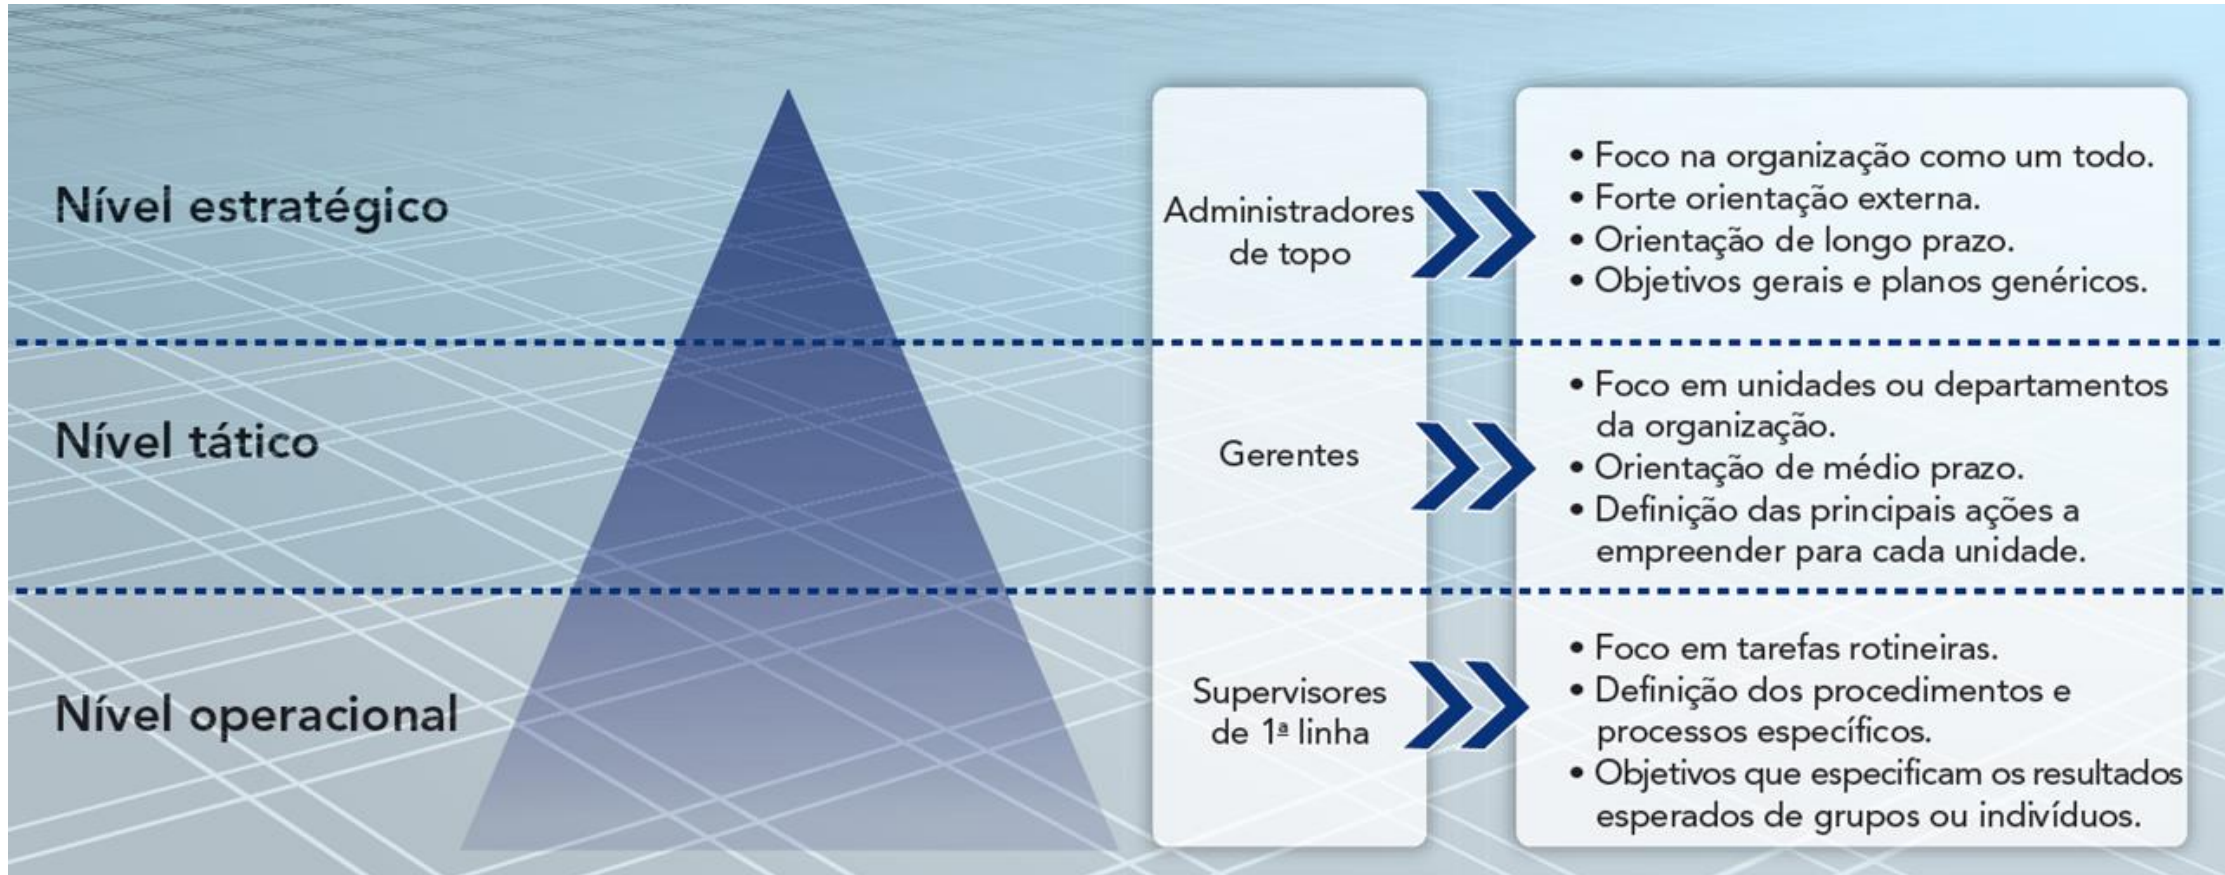 Nível estratégico
Administradores
de topo
• Foco na organização como um todo.
• Forte orientação externa.
• Orientação de longo prazo.
• Objetivos gerais e planos genéricos.
Nível tático
Gerentes
• Foco em unidades ou departamentos
da organização.
• Orientação de médio prazo.
• Definição das principais ações a
empreender para cada unidade.
Nível operacional
Supervisores
de 1ª linha
• Foco em tarefas rotineiras.
• Definição dos procedimentos e
processos específicos.
• Objetivos que especificam os resultados
esperados de grupos ou indivíduos.